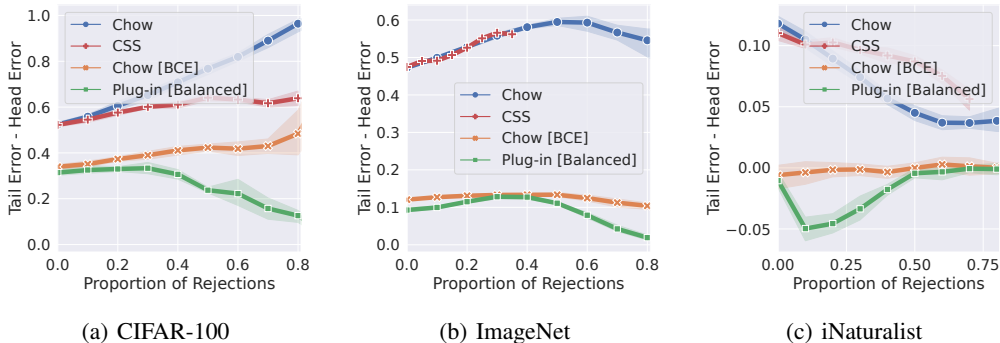 1.0
0.8
0.6
0.4
0.2
0.0
Tail Error - Head Error
Chow
CSS
Chow [BCE]
Plug-in [Balanced]
0.0 0.2 0.4 0.6 0.8
Proportion of Rejections
(a) CIFAR-100
0.6
0.5
0.4
0.3
0.2
0.1
0.0
Tail Error - Head Error
Chow
CSS
Chow [BCE]
Plug-in [Balanced]
0.0 0.2 0.4 0.6 0.8
Proportion of Rejections
(b) ImageNet
0.10
0.05
0.00
−0.05
Tail Error - Head Error
Chow
CSS
Chow [BCE]
Plug-in [Balanced]
0.00 0.25 0.50 0.75
Proportion of Rejections
(c) iNaturalist